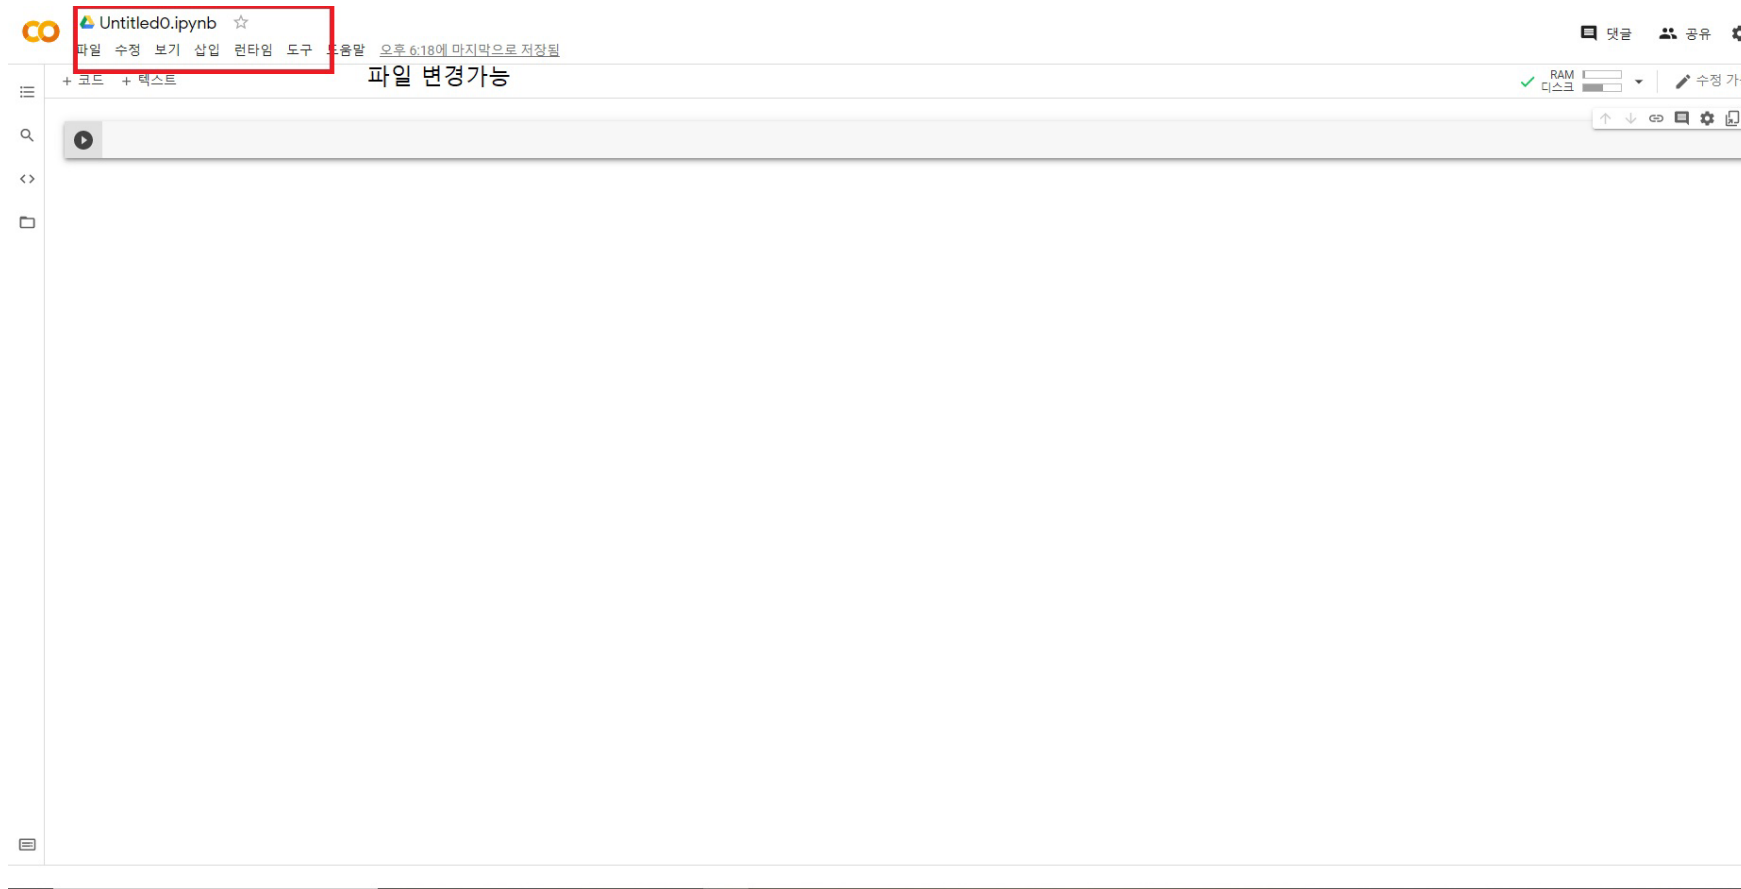 Untitled0.ipynb
파일 수정 보기 삽입 런타임 도구 도움말 오후 6:18에 마지막으로 저장됨
댓글 공유
+ 코드 + 텍스트
파일 변경가능
RAM
디스크
수정